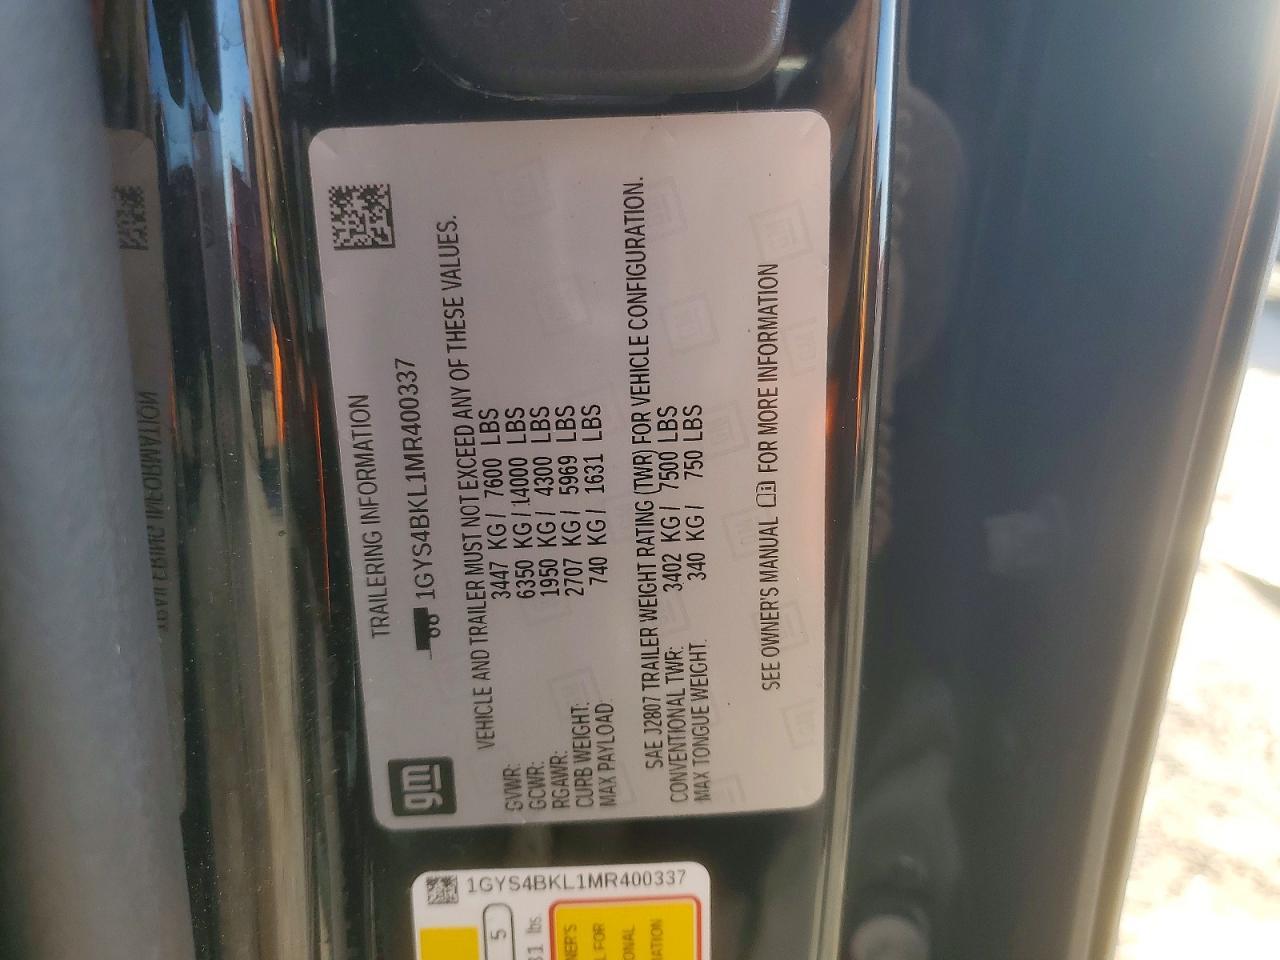 gm
TRAILERING INFORMATION
1GYS4BKL1MR400337
VEHICLE AND TRAILER MUST NOT EXCEED ANY OF THESE VALUES.
GVWR: 3447 KG / 7600 LBS
GCWR: 6350 KG / 14000 LBS
RGAWR: 1950 KG / 4300 LBS
CURB WEIGHT: 2707 KG / 5969 LBS
MAX PAYLOAD: 740 KG / 1631 LBS
SAE J2807 TRAILER WEIGHT RATING (TWR) FOR VEHICLE CONFIGURATION.
CONVENTIONAL TWR: 3402 KG / 7500 LBS
MAX TONGUE WEIGHT. 340 KG / 750 LBS
SEE OWNER'S MANUAL FOR MORE INFORMATION
1GYS4BKL1MR400337
5
lbs.